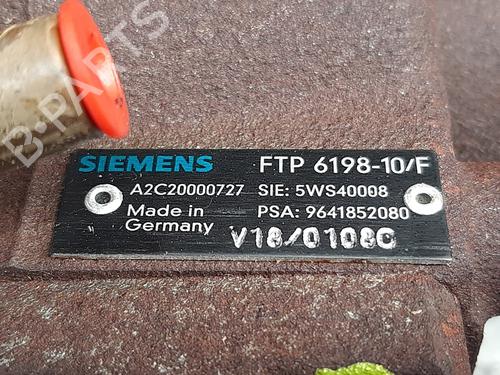 B-PARTS
SIEMENS FTP 6198-10/F
A2C20000727 SIE: 5WS40008
Made in Germany PSA: 9641852080
V18/0108C